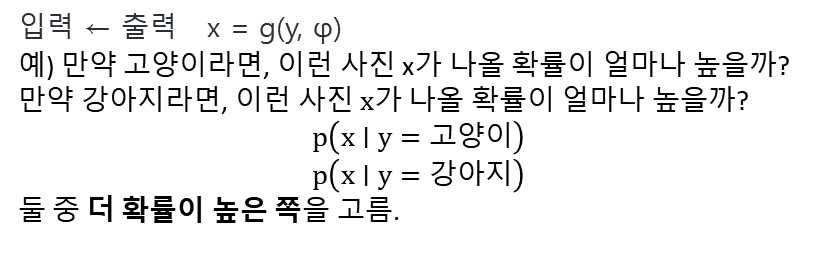 입력 ← 출력 x = g(y, φ)
예) 만약 고양이라면, 이런 사진 x가 나올 확률이 얼마나 높을까?
만약 강아지라면, 이런 사진 x가 나올 확률이 얼마나 높을까?
p(x | y = 고양이)
p(x | y = 강아지)
둘 중 더 확률이 높은 쪽을 고름.